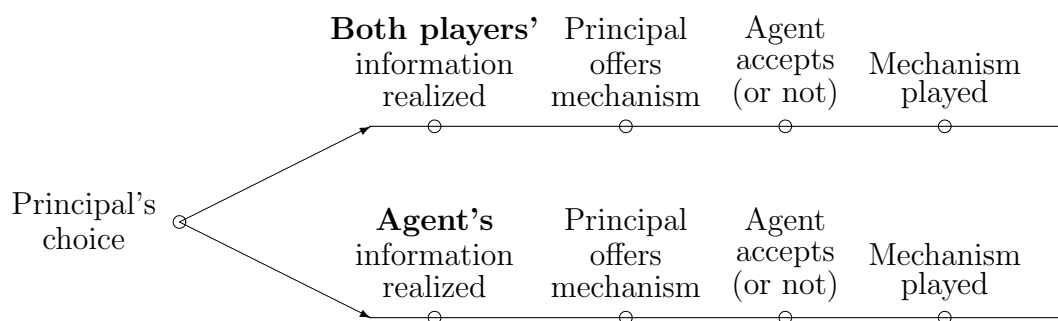 Both players’
information
realized
Principal
offers
mechanism
Agent
accepts
(or not)
Mechanism
played
Principal's
choice
Agent's
information
realized
Principal
offers
mechanism
Agent
accepts
(or not)
Mechanism
played